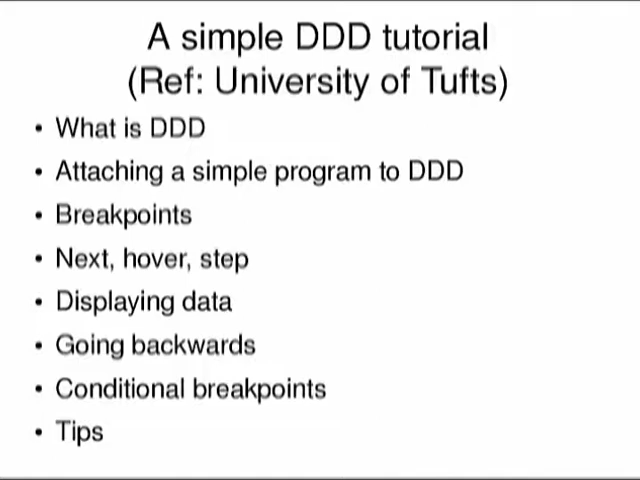 A simple DDD tutorial
(Ref: University of Tufts)
• What is DDD
• Attaching a simple program to DDD
• Breakpoints
• Next, hover, step
• Displaying data
• Going backwards
• Conditional breakpoints
• Tips